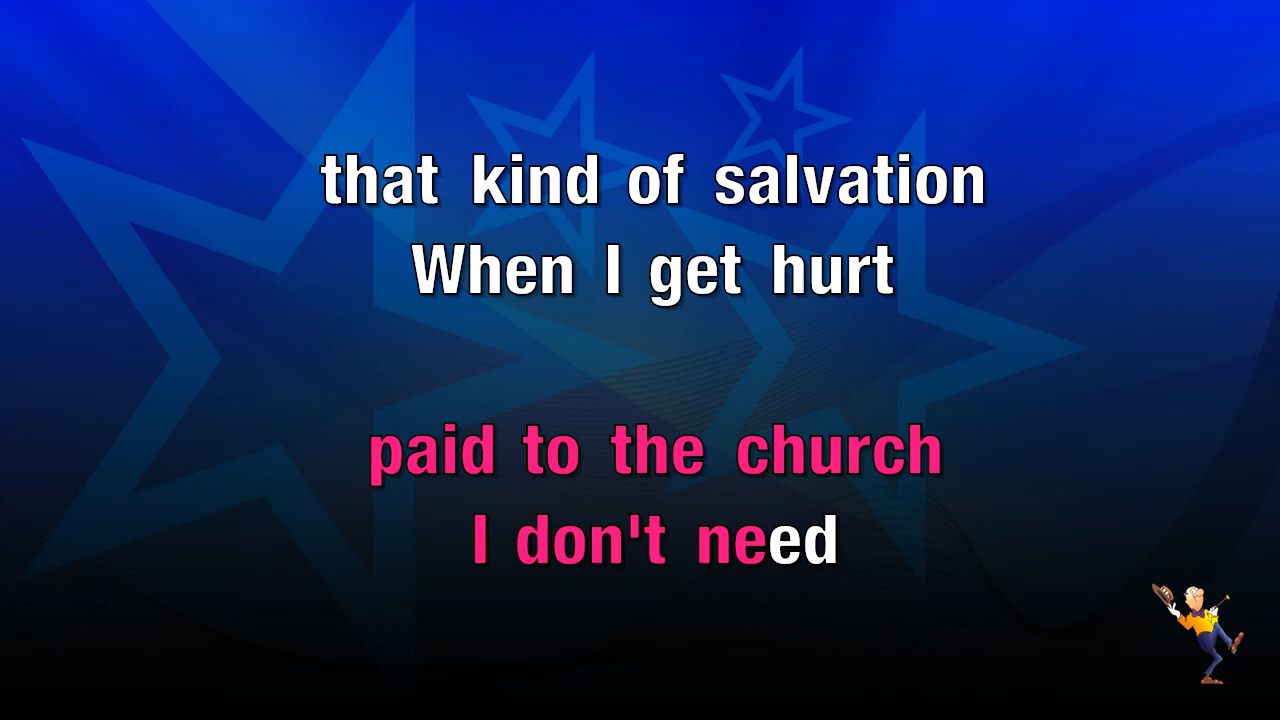 that kind of salvation
When I get hurt
paid to the church
I don't need